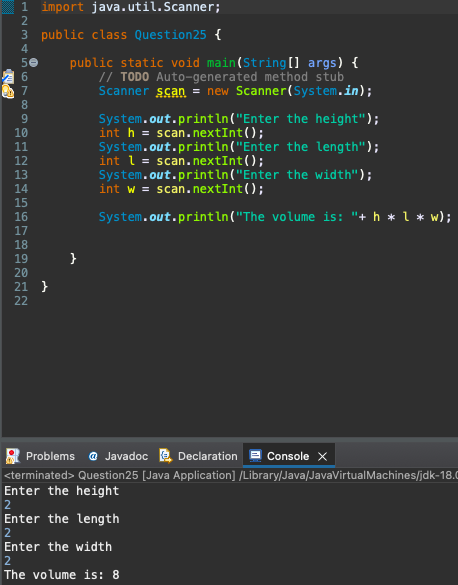 1 import java.util.Scanner;
2
3 public class Question25 {
4
5 public static void main(String[] args) {
6 // TODO Auto-generated method stub
7 Scanner scan = new Scanner(System.in);
8
9 System.out.println("Enter the height");
10 int h = scan.nextInt();
11 System.out.println("Enter the length");
12 int l = scan.nextInt();
13 System.out.println("Enter the width");
14 int w = scan.nextInt();
15
16 System.out.println("The volume is: "+ h * l * w);
17
18
19 }
20
21 }
22
Problems @ Javadoc Declaration Console
<terminated> Question25 [Java Application] /Library/Java/JavaVirtualMachines/jdk-18.0
Enter the height
2
Enter the length
2
Enter the width
2
The volume is: 8